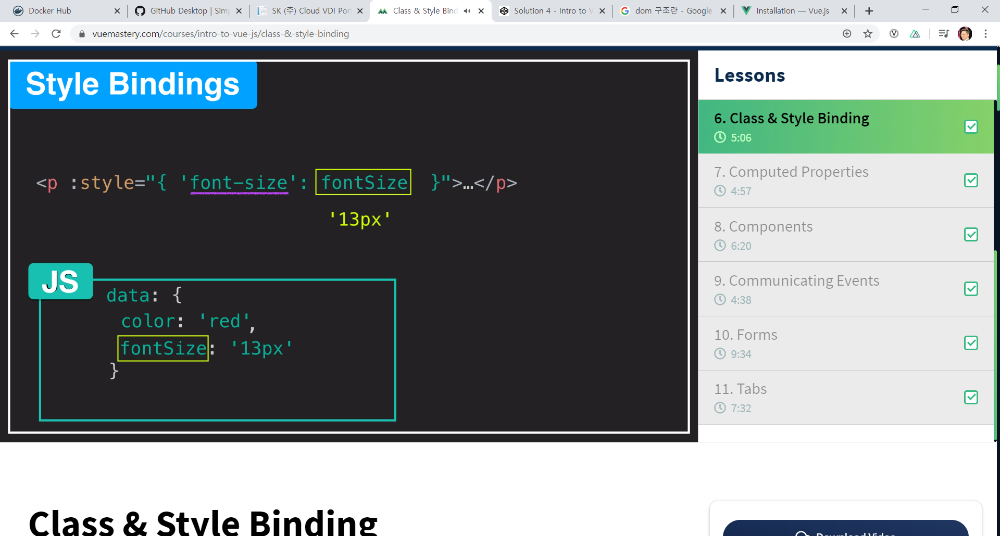 Docker Hub
GitHub Desktop | Sim
SK (주) Cloud VDI Por
Class & Style Bind
Solution 4 - Intro to V
dom 구조란 - Google
Installation — Vue.js
vuemastery.com/courses/intro-to-vue-js/class-&-style-binding
Style Bindings
<p :style="{ 'font-size': fontSize }">…</p>
'13px'
JS
data: {
color: 'red',
fontSize: '13px'
}
Lessons
6. Class & Style Binding
5:06
7. Computed Properties
4:57
8. Components
6:20
9. Communicating Events
4:38
10. Forms
9:34
11. Tabs
7:32
Class & Style Binding
Download Video